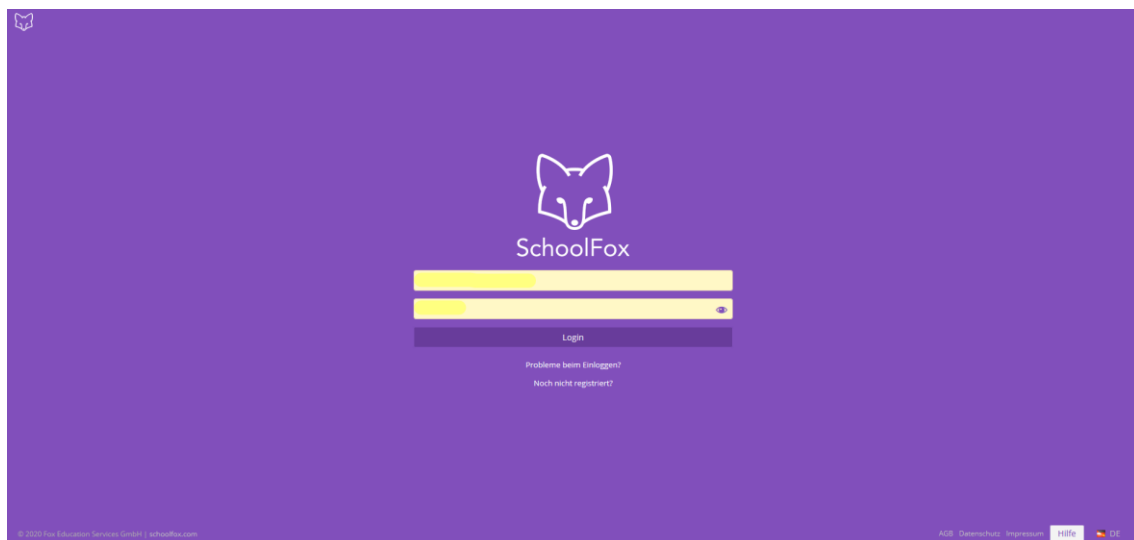 SchoolFox
Login
Probleme beim Einloggen?
Noch nicht registriert?
© 2020 Fox Education Services GmbH | schoolfox.com
AGB Datenschutz Impressum Hilfe DE